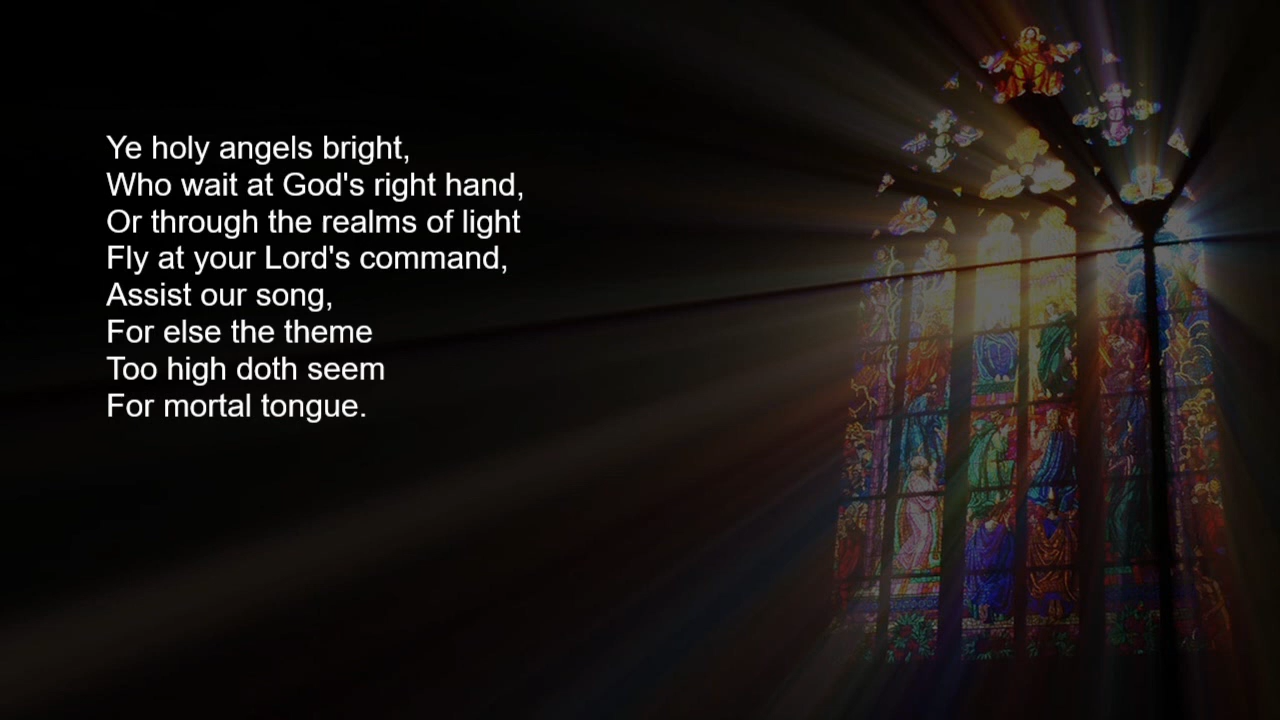 Ye holy angels bright,
Who wait at God's right hand,
Or through the realms of light
Fly at your Lord's command,
Assist our song,
For else the theme
Too high doth seem
For mortal tongue.